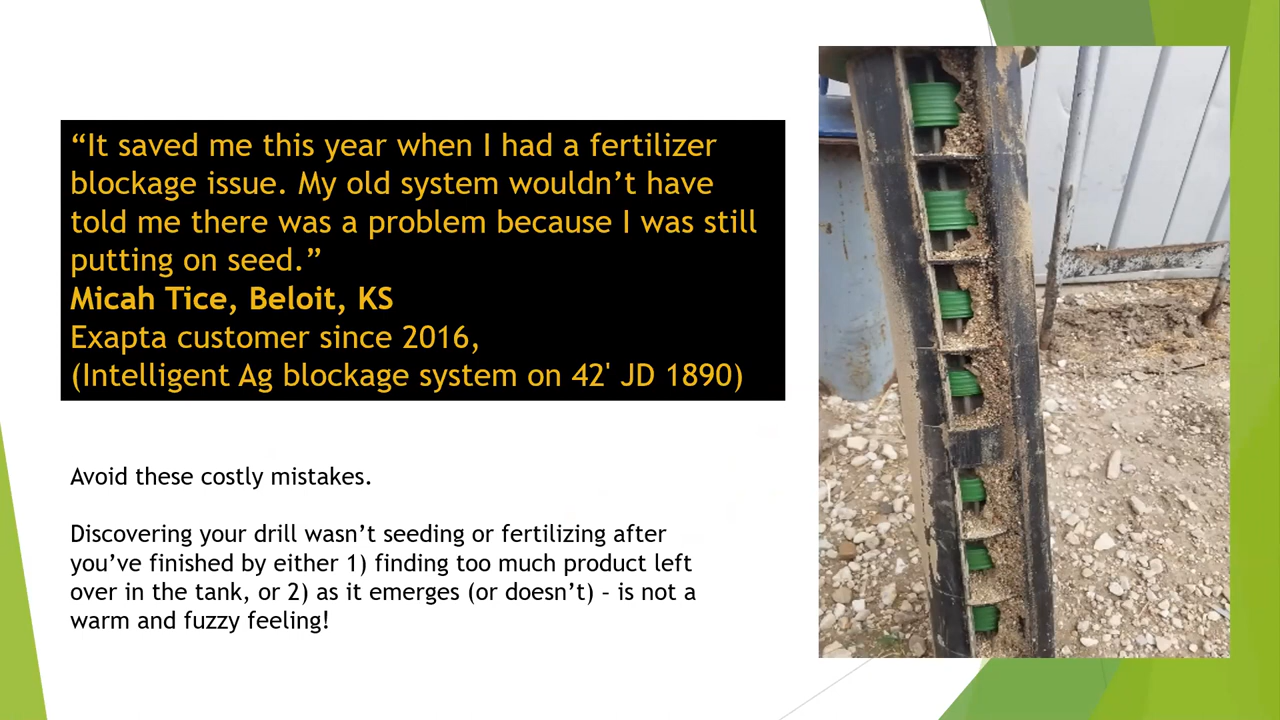 “It saved me this year when I had a fertilizer
blockage issue. My old system wouldn’t have
told me there was a problem because I was still
putting on seed.”
Micah Tice, Beloit, KS
Exapta customer since 2016,
(Intelligent Ag blockage system on 42' JD 1890)
Avoid these costly mistakes.
Discovering your drill wasn’t seeding or fertilizing after
you’ve finished by either 1) finding too much product left
over in the tank, or 2) as it emerges (or doesn’t) – is not a
warm and fuzzy feeling!